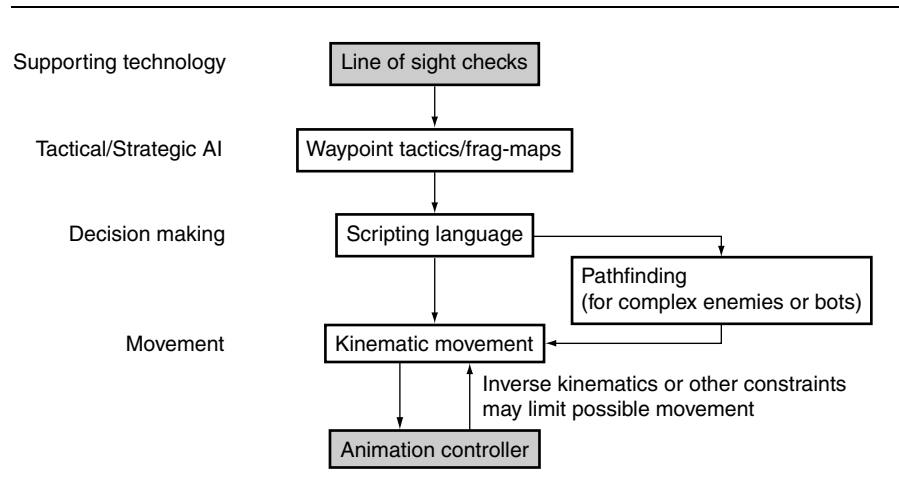 Supporting technology
Line of sight checks
Tactical/Strategic AI
Waypoint tactics/frag-maps
Decision making
Scripting language
Pathfinding
(for complex enemies or bots)
Movement
Kinematic movement
Inverse kinematics or other constraints
may limit possible movement
Animation controller